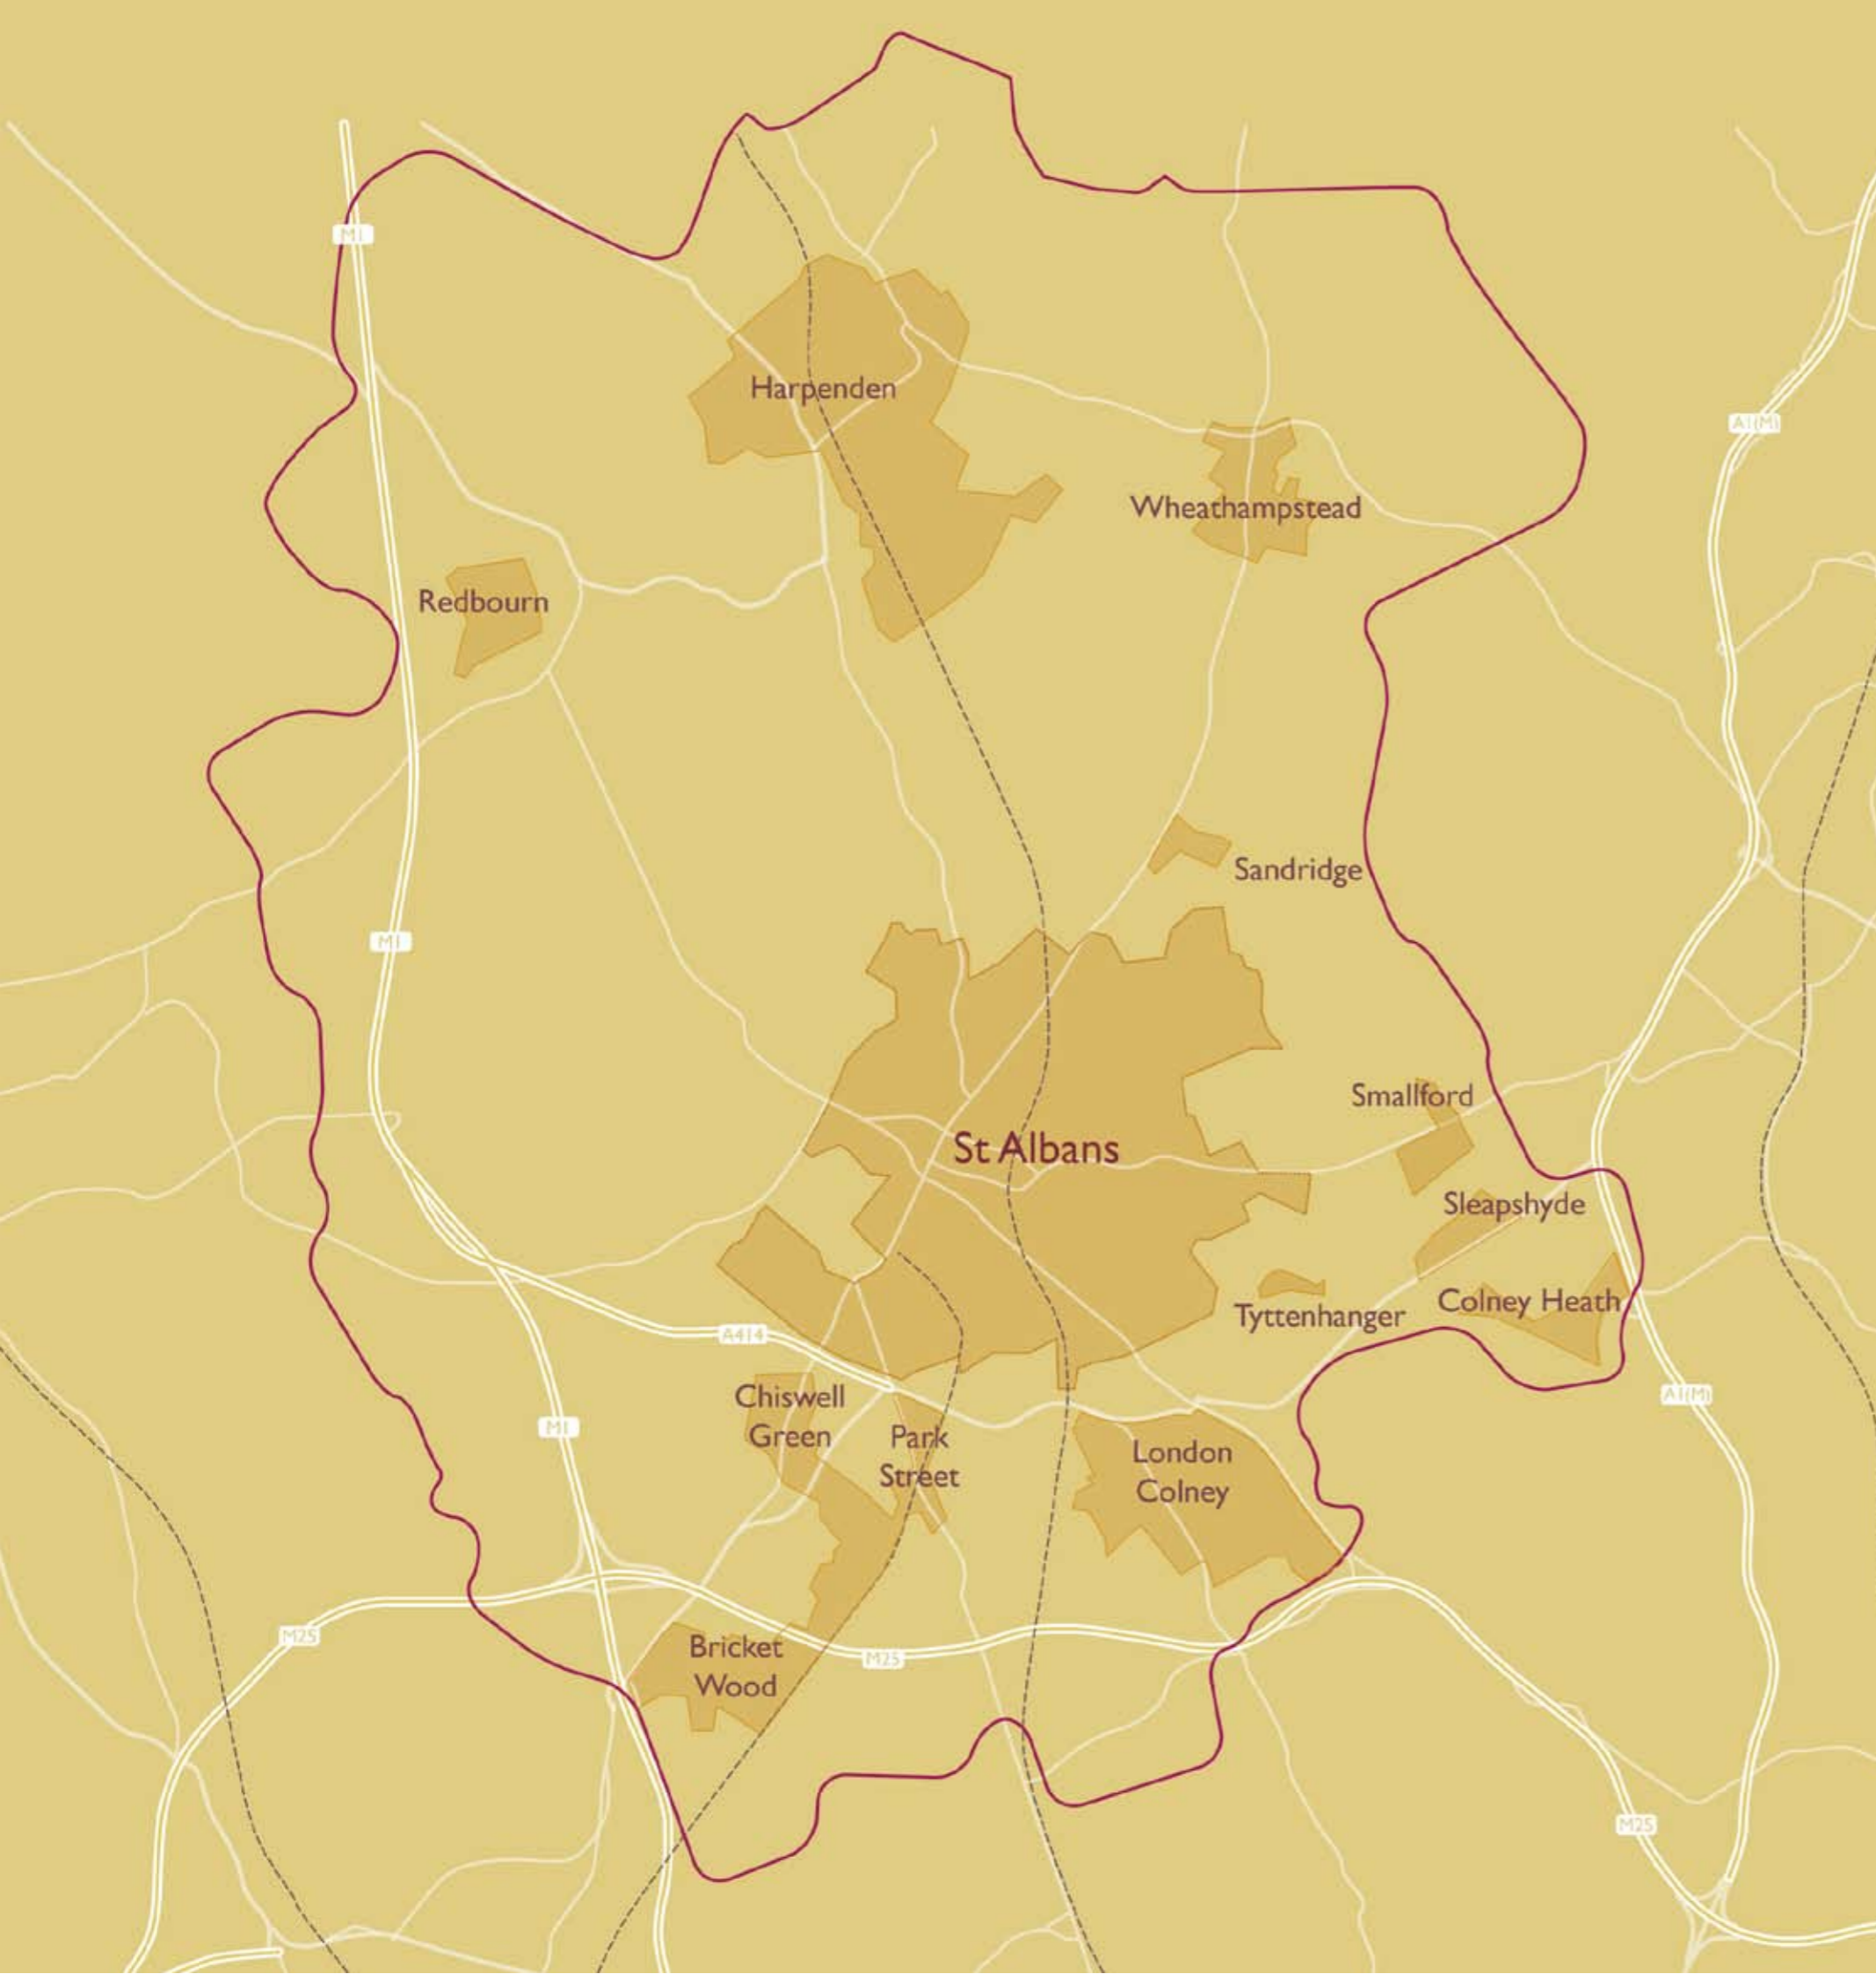 M1
A1(M)
Harpenden
Wheathampstead
Redbourn
Sandridge
M1
Smallford
St Albans
Sleapshyde
Colney Heath
Tyttenhanger
A414
A1(M)
Chiswell
Green
Park
Street
M1
London
Colney
M25
Bricket
Wood
M25
M25